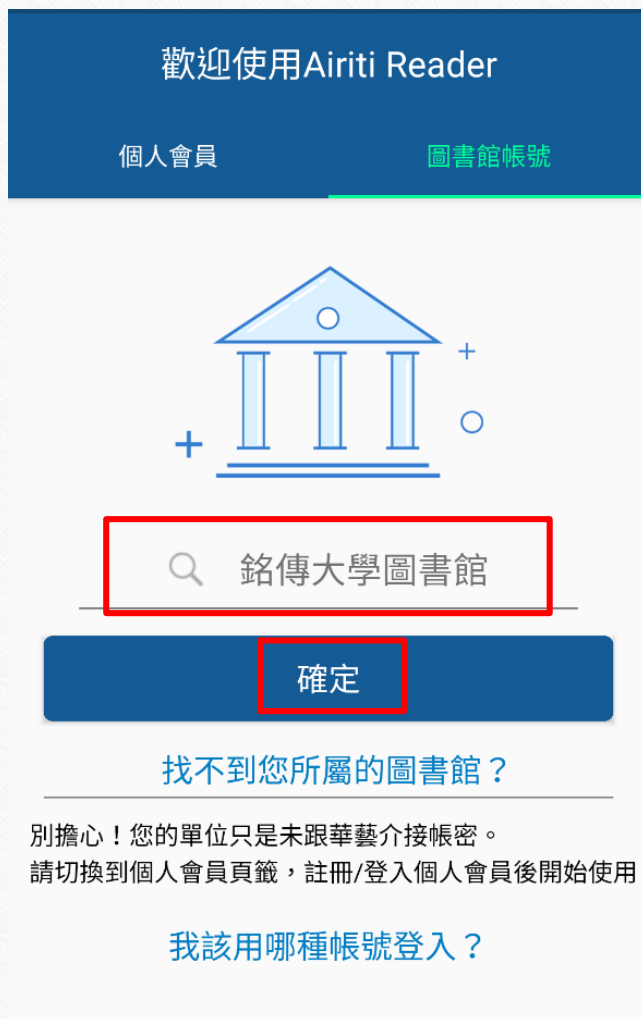 歡迎使用Airiti Reader
個人會員 圖書館帳號
銘傳大學圖書館
確定
找不到您所屬的圖書館？
別擔心！您的單位只是未跟華藝介接帳密。
請切換到個人會員頁籤，註冊/登入個人會員後開始使用
我該用哪種帳號登入？